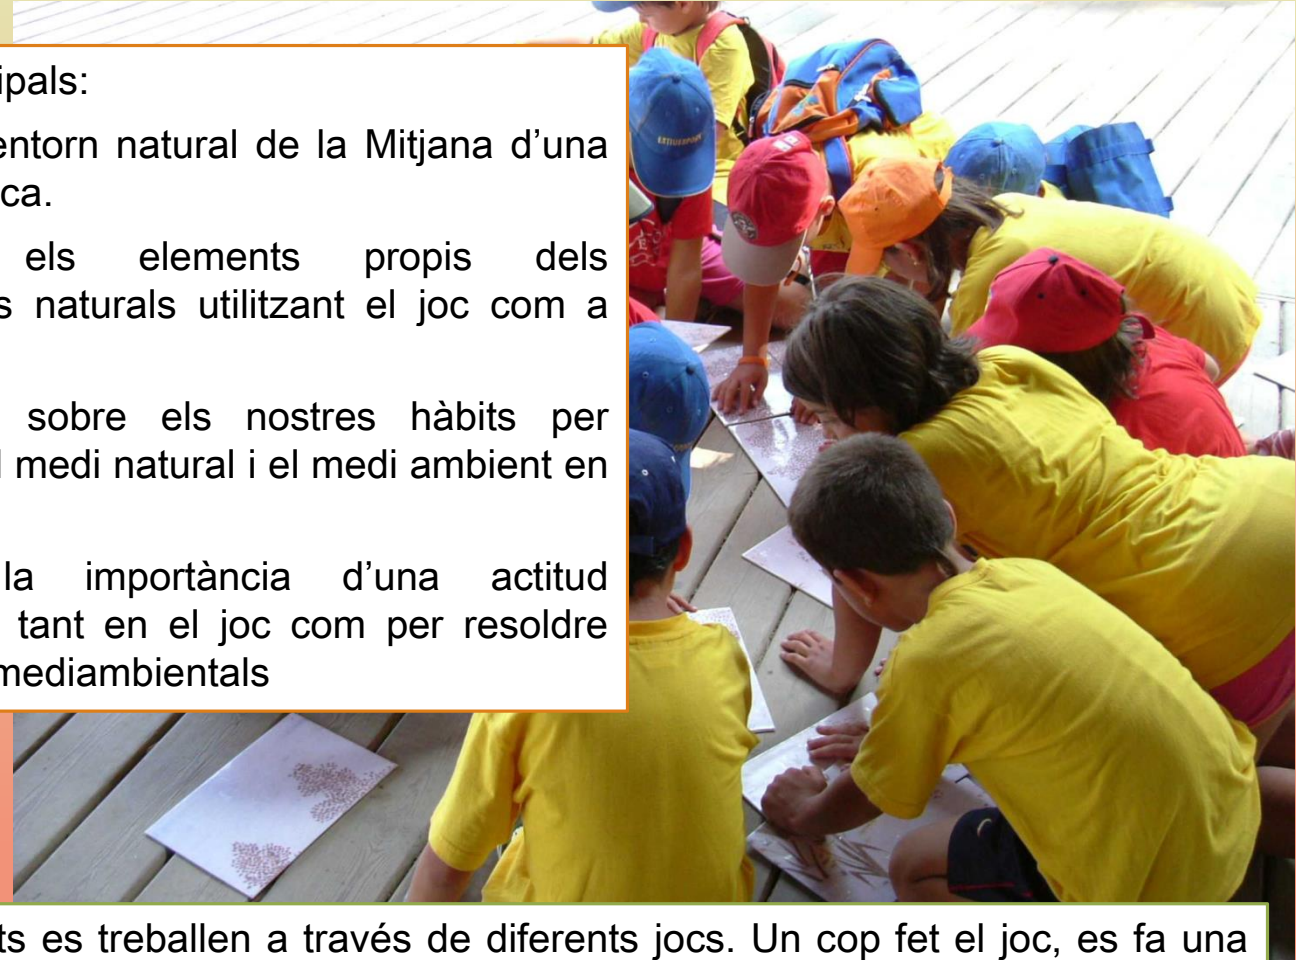 ipals:
entorn natural de la Mitjana d’una
ca.
els elements propis dels
s naturals utilitzant el joc com a
sobre els nostres hàbits per
l medi natural i el medi ambient en
la importància d’una actitud
tant en el joc com per resoldre
mediambientals
ts es treballen a través de diferents jocs. Un cop fet el joc, es fa una